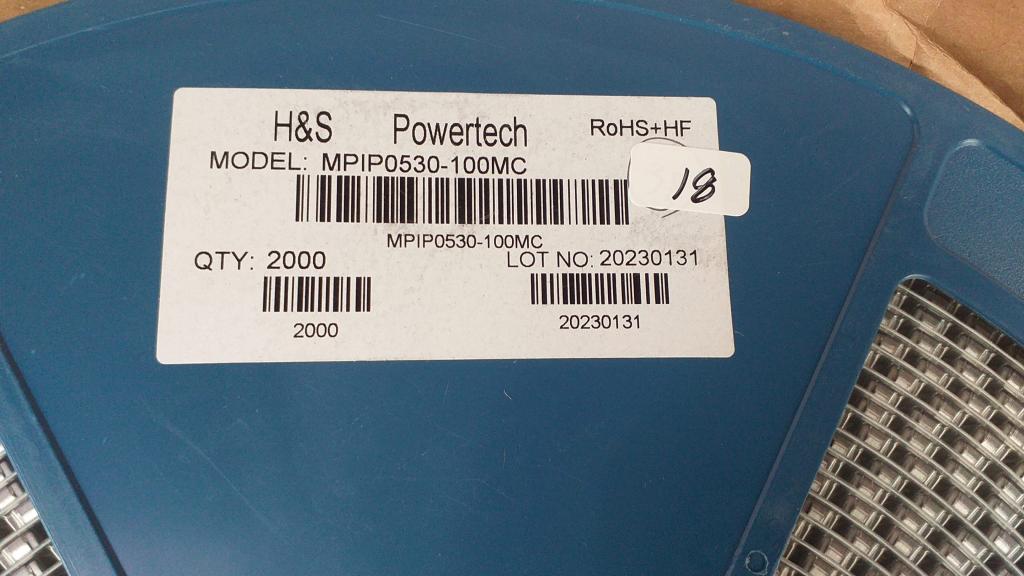 H&S Powertech RoHS+HF
MODEL: MPIP0530-100MC
18
MPIP0530-100MC
QTY: 2000 LOT NO: 20230131
2000 20230131